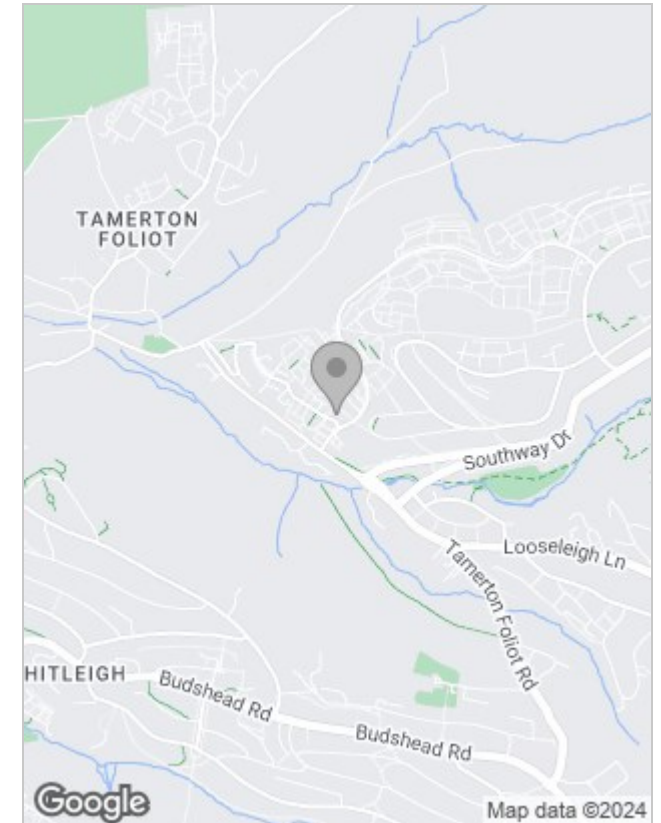 TAMERTON
FOLIOT
Southway Dr
Looseleigh Ln
Tamerton Foliot Rd
HITLEIGH
Budshead Rd
Budshead Rd
Google
Map data ©2024